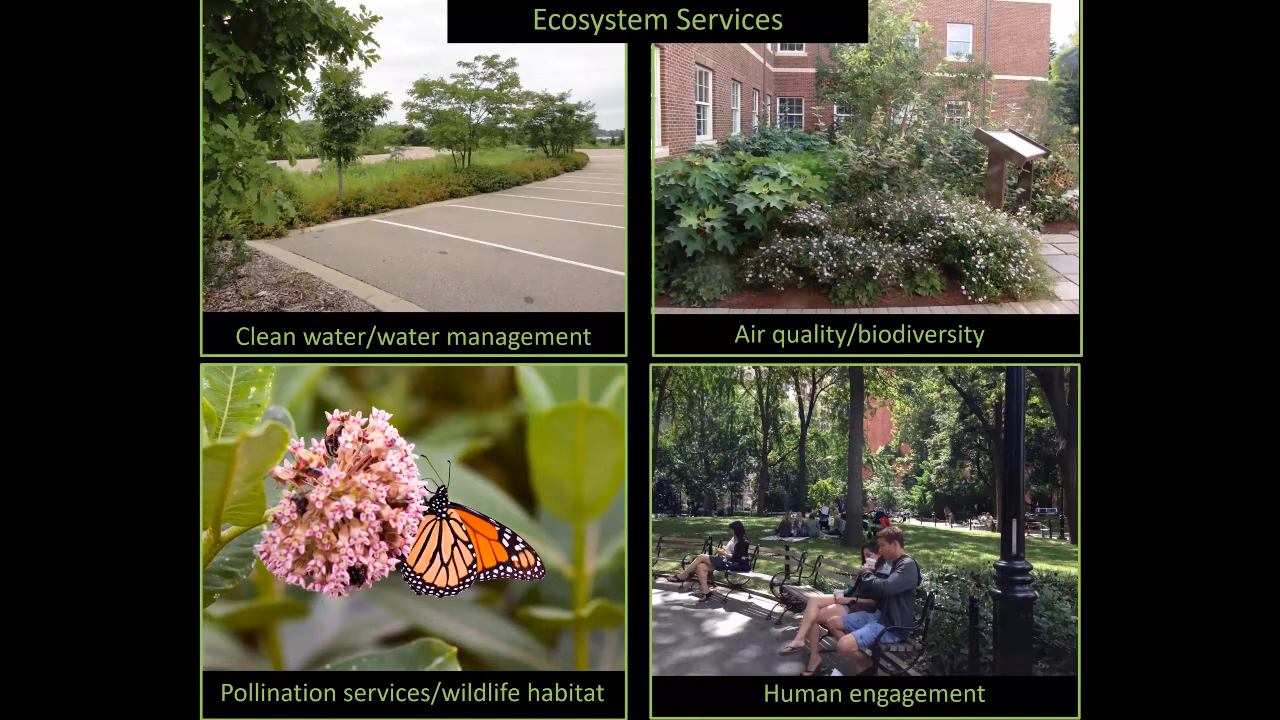 Ecosystem Services
Clean water/water management
Air quality/biodiversity
Pollination services/wildlife habitat
Human engagement